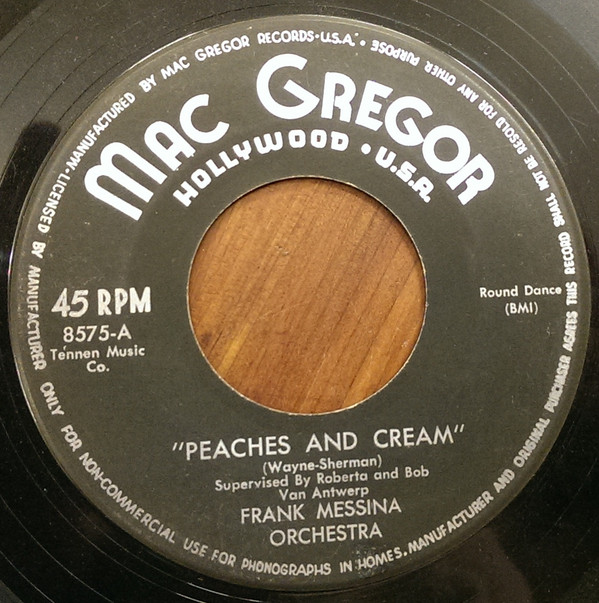 MAC GREGOR
HOLLYWOOD • U.S.A.
45 RPM
8575-A
Tennen Music
Co.
Round Dance
(BMI)
"PEACHES AND CREAM"
(Wayne-Sherman)
Supervised By Roberta and Bob
Van Antwerp
FRANK MESSINA
ORCHESTRA
MANUFACTURED BY MAC GREGOR RECORDS-U.S.A. • LICENSED BY MANUFACTURER ONLY FOR NON-COMMERCIAL USE FOR PHONOGRAPHS IN HOMES. MANUFACTURER AND ORIGINAL PURCHASER AGREES THIS RECORD SHALL NOT BE RESOLD FOR ANY OTHER PURPOSE